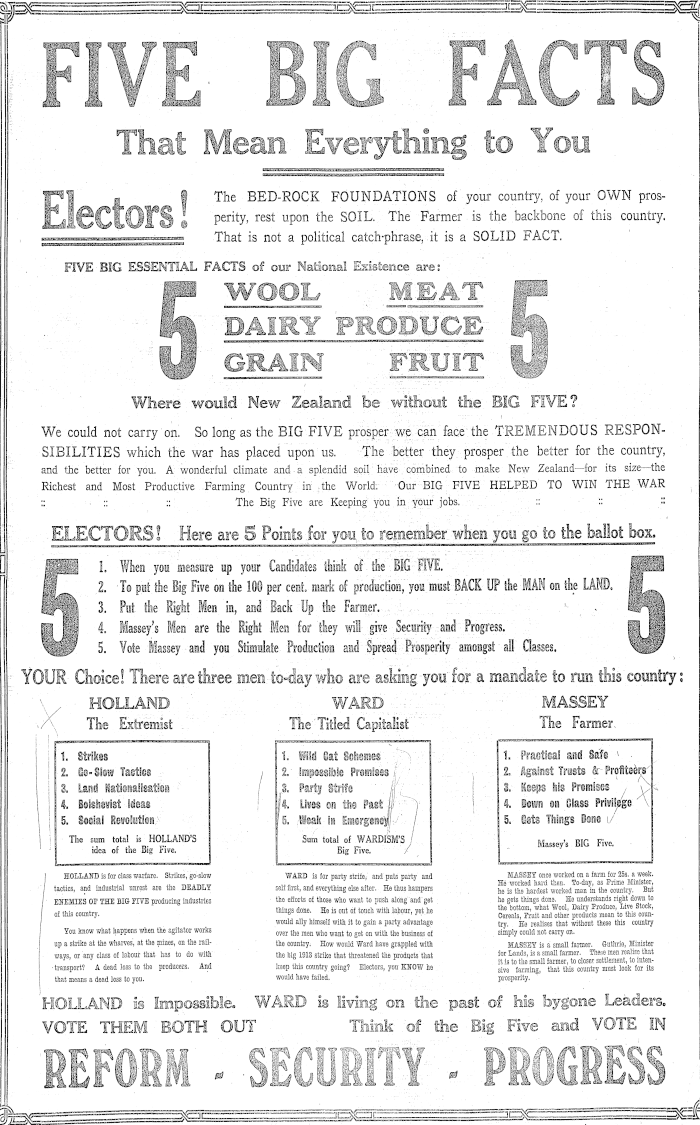 FIVE BIG FACTS
That Mean Everything to You
Electors!
The BED-ROCK FOUNDATIONS of your country, of your OWN pros-
perity, rest upon the SOIL. The Farmer is the backbone of this country.
That is not a political catch-phrase, it is a SOLID FACT.
FIVE BIG ESSENTIAL FACTS of our National Existence are:
5 WOOL MEAT 5
DAIRY PRODUCE
GRAIN FRUIT
Where would New Zealand be without the BIG FIVE?
We could not carry on. So long as the BIG FIVE prosper we can face the TREMENDOUS RESPON-
SIBILITIES which the war has placed upon us. The better they prosper the better for the country,
and the better for you. A wonderful climate and a splendid soil have combined to make New Zealand—for its size—the
Richest and Most Productive Farming Country in the World. Our BIG FIVE HELPED TO WIN THE WAR
:: :: :: The Big Five are Keeping you in your jobs. :: :: ::
ELECTORS! Here are 5 Points for you to remember when you go to the ballot box.
5 5
1. When you measure up your Candidates think of the BIG FIVE.
2. To put the Big Five on the 100 per cent. mark of production, you must BACK UP the MAN on the LAND.
3. Put the Right Men in, and Back Up the Farmer.
4. Massey's Men are the Right Men for they will give Security and Progress.
5. Vote Massey and you Stimulate Production and Spread Prosperity amongst all Classes.
YOUR Choice! There are three men to-day who are asking you for a mandate to run this country:
HOLLAND
The Extremist
1. Strikes
2. Go-Slow Tactics
3. Land Nationalisation
4. Bolshevist Ideas
5. Social Revolution
The sum total is HOLLAND'S
idea of the Big Five.
HOLLAND is for class warfare. Strikes, go-slow
tactics, and industrial unrest are the DEADLY
ENEMIES OF THE BIG FIVE producing industries
of this country.
You know what happens when the agitator works
up a strike at the wharves, at the mines, on the rail-
ways, or any class of labour that has to do with
transport? A dead loss to the producers. And
that means a dead loss to you.
WARD
The Titled Capitalist
1. Wild Cat Schemes
2. Impossible Promises
3. Party Strife
4. Lives on the Past
5. Weak in Emergency
Sum total of WARDISM'S
Big Five.
WARD is for party strife, and puts party and
self first, and everything else after. He thus hampers
the efforts of those who want to push along and get
things done. He is out of touch with labour, yet he
would ally himself with it to gain a party advantage
over the men who want to get on with the business of
the country. How would Ward have grappled with
the big 1913 strike that threatened the products that
keep this country going? Electors, you KNOW he
would have failed.
MASSEY
The Farmer
1. Practical and Safe
2. Against Trusts & Profiteers
3. Keeps his Promises
4. Down on Class Privilege
5. Gets Things Done
Massey's BIG FIVE.
MASSEY once worked on a farm for 25s. a week.
He worked hard then. To-day, as Prime Minister,
he is the hardest worked man in the country. But
he gets things done. He understands right down to
the bottom, what Wool, Dairy Produce, Live Stock,
Cereals, Fruit and other products mean to this coun-
try. He realises that without these this country
simply could not carry on.
MASSEY is a small farmer. Guthrie, Minister
for Lands, is a small farmer. These men realise that
it is to the small farmer, to closer settlement, to inten-
sive farming, that this country must look for its
prosperity.
HOLLAND is Impossible. WARD is living on the past of his bygone Leaders.
VOTE THEM BOTH OUT Think of the Big Five and VOTE IN
REFORM - SECURITY - PROGRESS